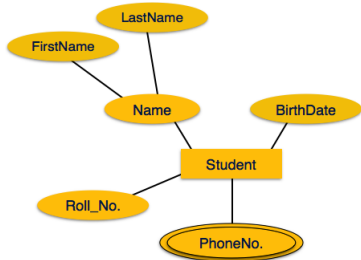 LastName
FirstName
Name
BirthDate
Student
Roll_No.
PhoneNo.